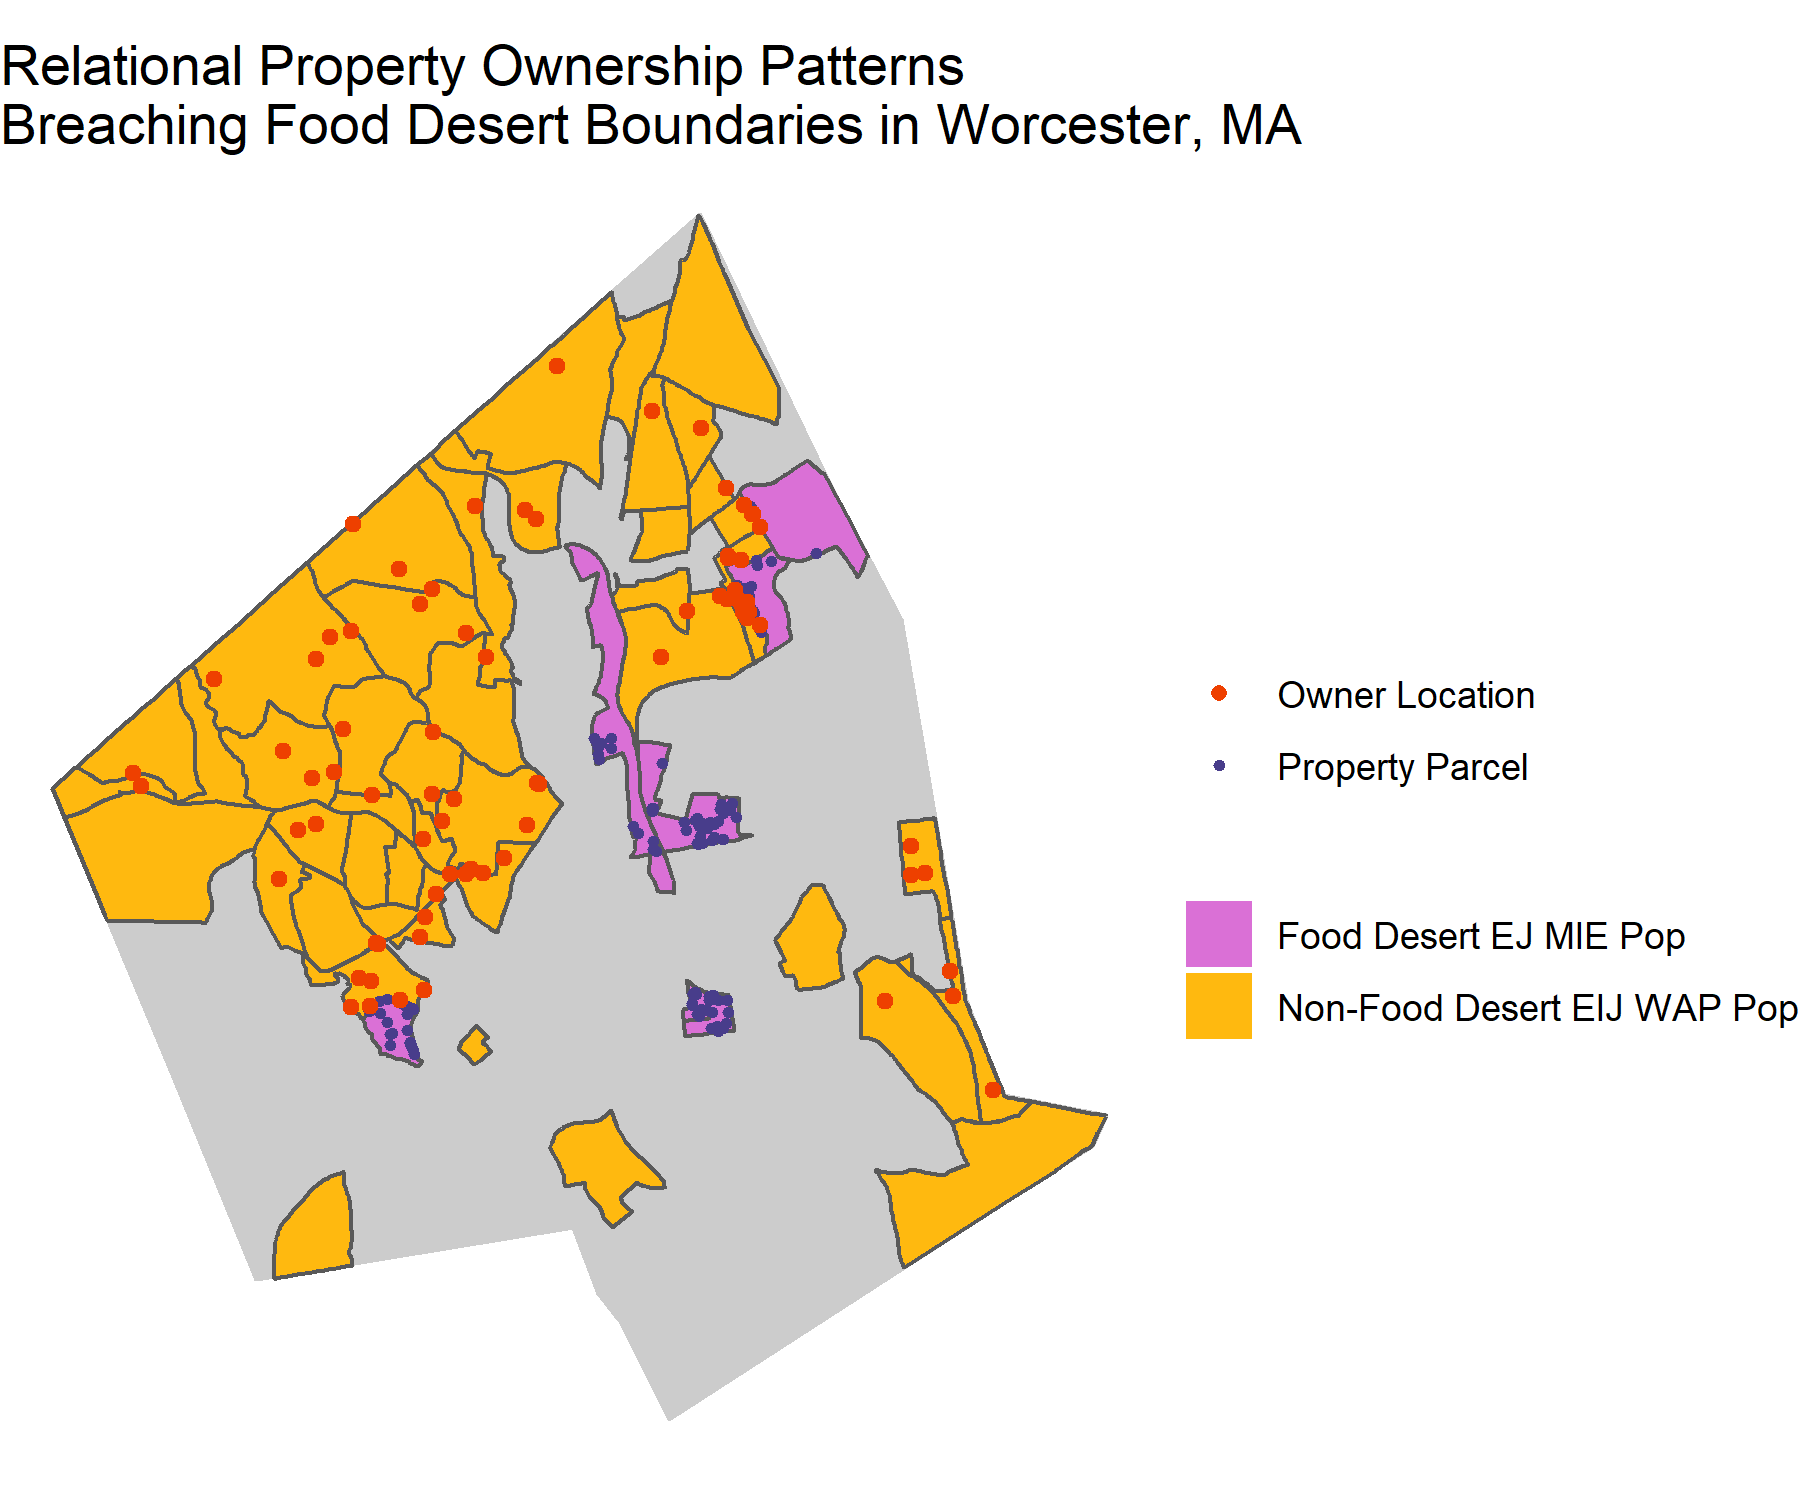 Relational Property Ownership Patterns
Breaching Food Desert Boundaries in Worcester, MA
Owner Location
Property Parcel
Food Desert EJ MIE Pop
Non-Food Desert EIJ WAP Pop